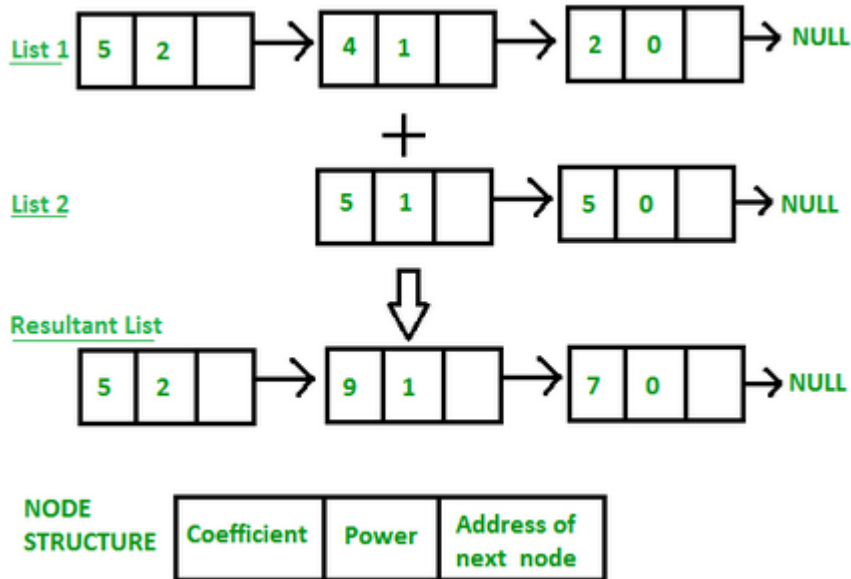 List 1 5 2 4 1 2 0 NULL
+
List 2 5 1 5 0 NULL
Resultant List
5 2 9 1 7 0 NULL
NODE STRUCTURE
Coefficient
Power
Address of
next node